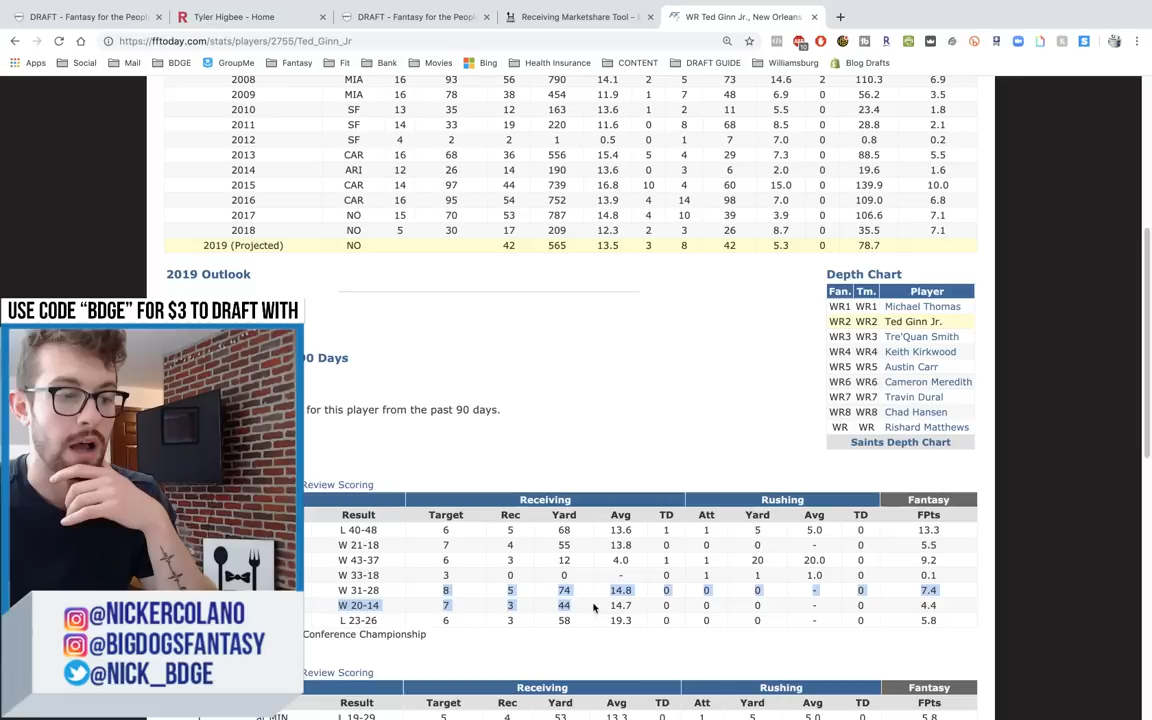 DRAFT - Fantasy for the People
Tyler Higbee - Home
DRAFT - Fantasy for the People
Receiving Marketshare Tool -
WR Ted Ginn Jr., New Orleans
https://fftoday.com/stats/players/2755/Ted_Ginn_Jr
Apps Social Mail BDGE GroupMe Fantasy Fit Bank Movies Bing Health Insurance CONTENT DRAFT GUIDE Williamsburg Blog Drafts
2008 MIA 16 93 56 790 14.1 2 5 73 14.6 2 110.3 6.9
2009 MIA 16 78 38 454 11.9 1 7 48 6.9 0 56.2 3.5
2010 SF 13 35 12 163 13.6 1 2 11 5.5 0 23.4 1.8
2011 SF 14 33 19 220 11.6 0 8 68 8.5 0 28.8 2.1
2012 SF 4 2 2 1 0.5 0 1 7 7.0 0 0.8 0.2
2013 CAR 16 68 36 556 15.4 5 4 29 7.3 0 88.5 5.5
2014 ARI 12 26 14 190 13.6 0 3 6 2.0 0 19.6 1.6
2015 CAR 14 97 44 739 16.8 10 4 60 15.0 0 139.9 10.0
2016 CAR 16 95 54 752 13.9 4 14 98 7.0 0 109.0 6.8
2017 NO 15 70 53 787 14.8 4 10 39 3.9 0 106.6 7.1
2018 NO 5 30 17 209 12.3 2 3 26 8.7 0 35.5 7.1
2019 (Projected) NO 42 565 13.5 3 8 42 5.3 0 78.7
2019 Outlook
Depth Chart
Fan. Tm. Player
WR1 WR1 Michael Thomas
WR2 WR2 Ted Ginn Jr.
WR3 WR3 Tre'Quan Smith
WR4 WR4 Keith Kirkwood
WR5 WR5 Austin Carr
WR6 WR6 Cameron Meredith
WR7 WR7 Travin Dural
WR8 WR8 Chad Hansen
WR WR Rishard Matthews
Saints Depth Chart
USE CODE "BDGE" FOR $3 TO DRAFT WITH
0 Days
for this player from the past 90 days.
Review Scoring
Receiving Rushing Fantasy
Result Target Rec Yard Avg TD Att Yard Avg TD FPts
L 40-48 6 5 68 13.6 1 1 5 5.0 0 13.3
W 21-18 7 4 55 13.8 0 0 0 - 0 5.5
W 43-37 6 3 12 4.0 1 1 20 20.0 0 9.2
W 33-18 3 0 0 - 0 1 1 1.0 0 0.1
W 31-28 8 5 74 14.8 0 0 0 - 0 7.4
W 20-14 7 3 44 14.7 0 0 0 - 0 4.4
L 23-26 6 3 58 19.3 0 0 0 - 0 5.8
Conference Championship
Review Scoring
Receiving Rushing Fantasy
Result Target Rec Yard Avg TD Att Yard Avg TD FPts
L 19-29 5 4 53 13.3 0 1 5 5.0 0 5.8
@NICKERCOLANO
@BIGDOGSFANTASY
@NICK_BDGE